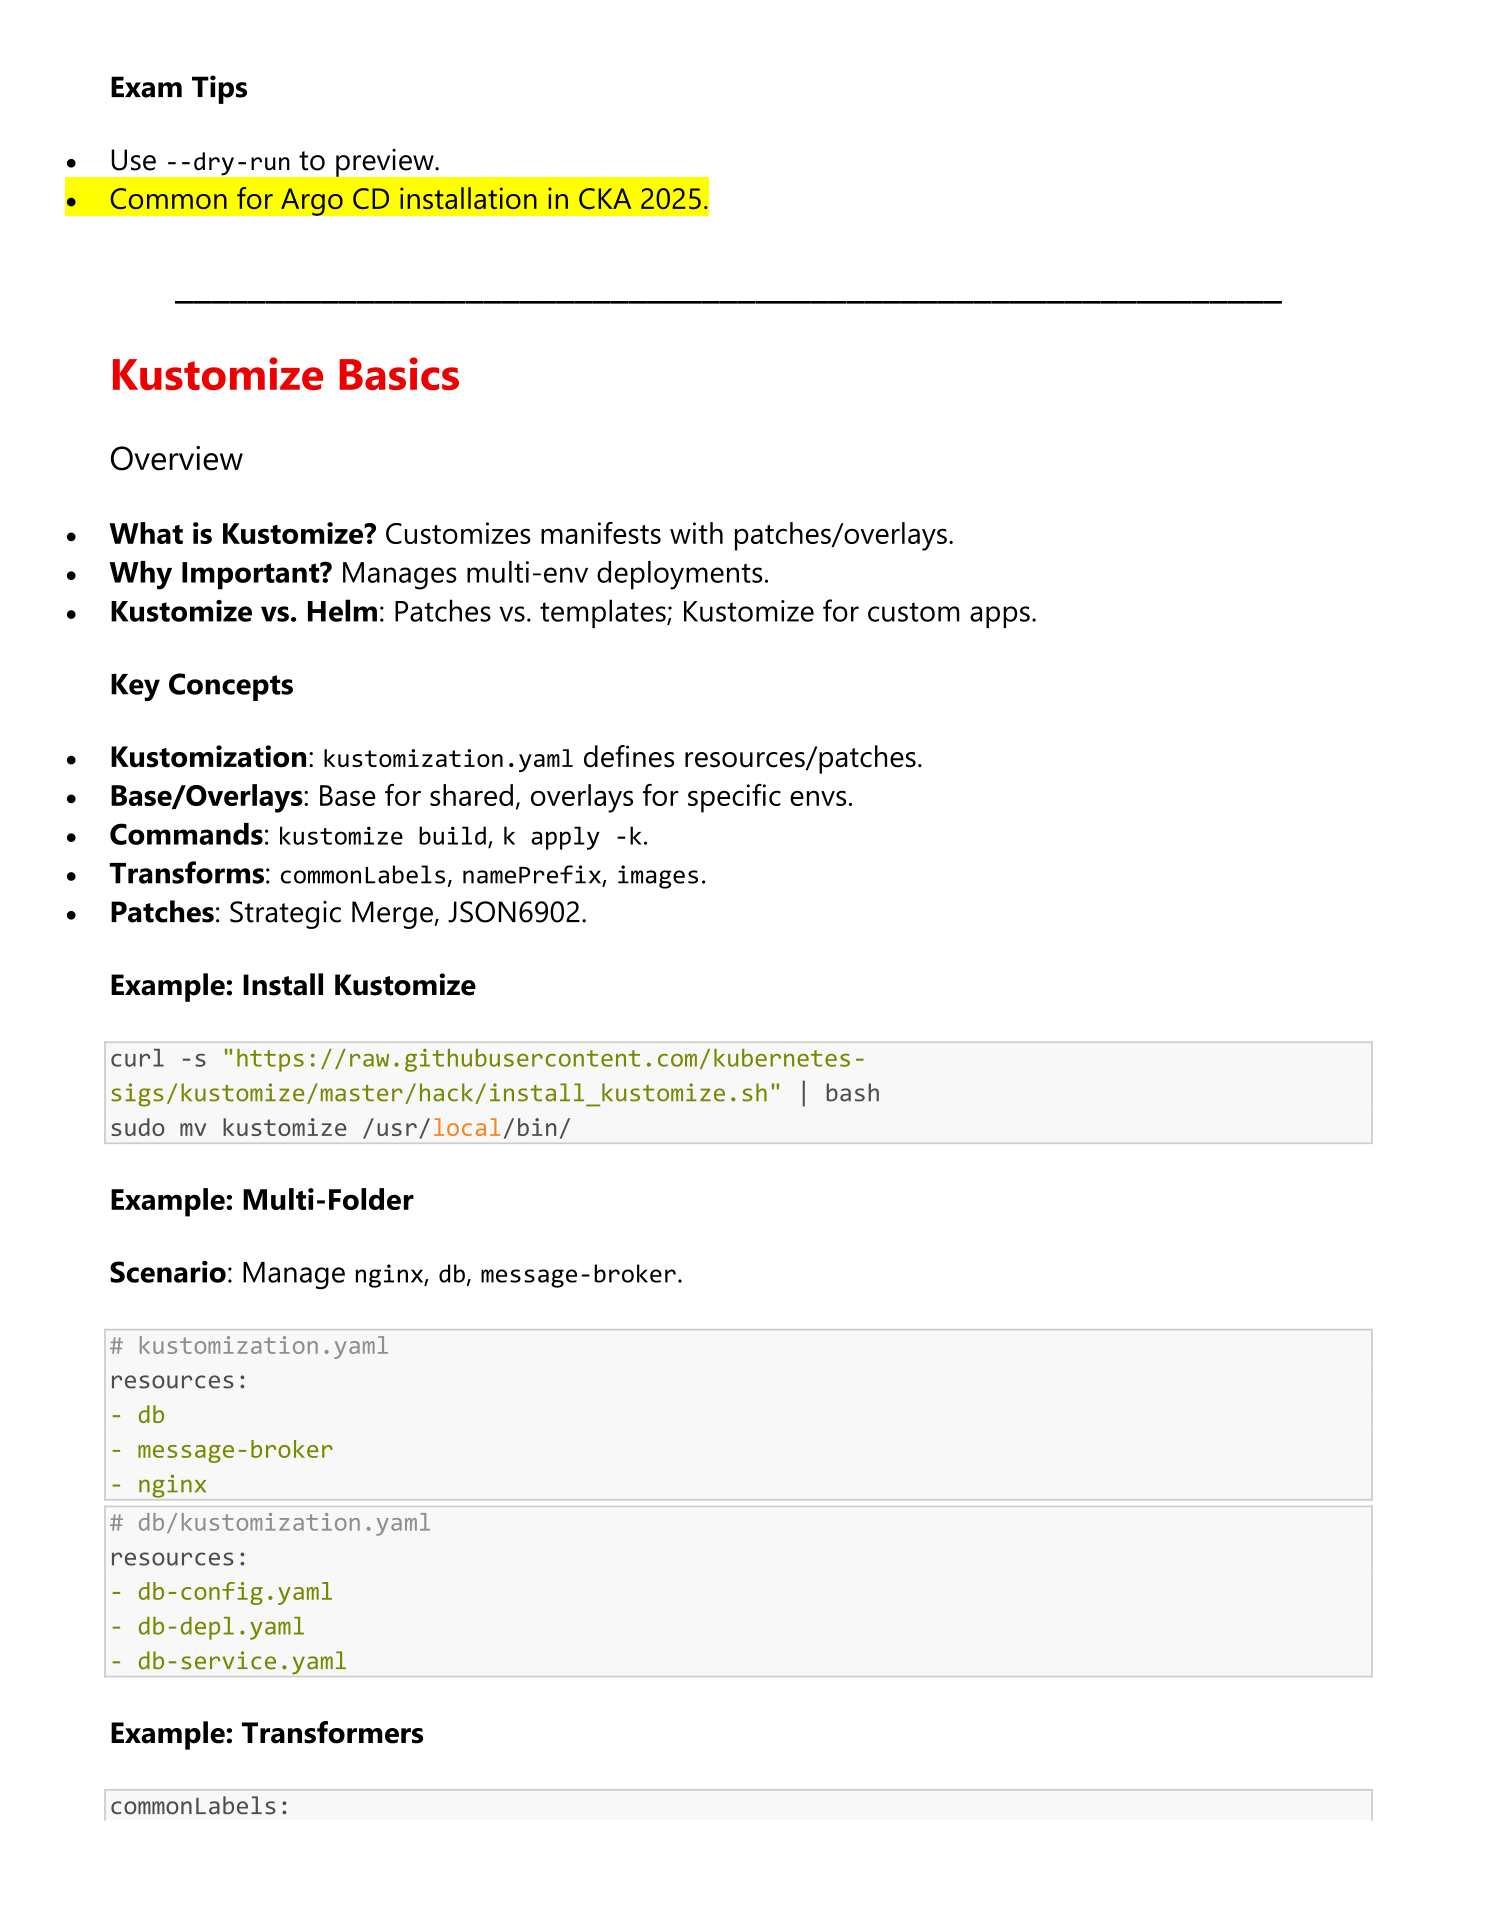 Exam Tips
• Use --dry-run to preview.
• Common for Argo CD installation in CKA 2025.
Kustomize Basics
Overview
• What is Kustomize? Customizes manifests with patches/overlays.
• Why Important? Manages multi-env deployments.
• Kustomize vs. Helm: Patches vs. templates; Kustomize for custom apps.
Key Concepts
• Kustomization: kustomization.yaml defines resources/patches.
• Base/Overlays: Base for shared, overlays for specific envs.
• Commands: kustomize build, k apply -k.
• Transforms: commonLabels, namePrefix, images.
• Patches: Strategic Merge, JSON6902.
Example: Install Kustomize
curl -s "https://raw.githubusercontent.com/kubernetes-
sigs/kustomize/master/hack/install_kustomize.sh" | bash
sudo mv kustomize /usr/local/bin/
Example: Multi-Folder
Scenario: Manage nginx, db, message-broker.
# kustomization.yaml
resources:
- db
- message-broker
- nginx
# db/kustomization.yaml
resources:
- db-config.yaml
- db-depl.yaml
- db-service.yaml
Example: Transformers
commonLabels: